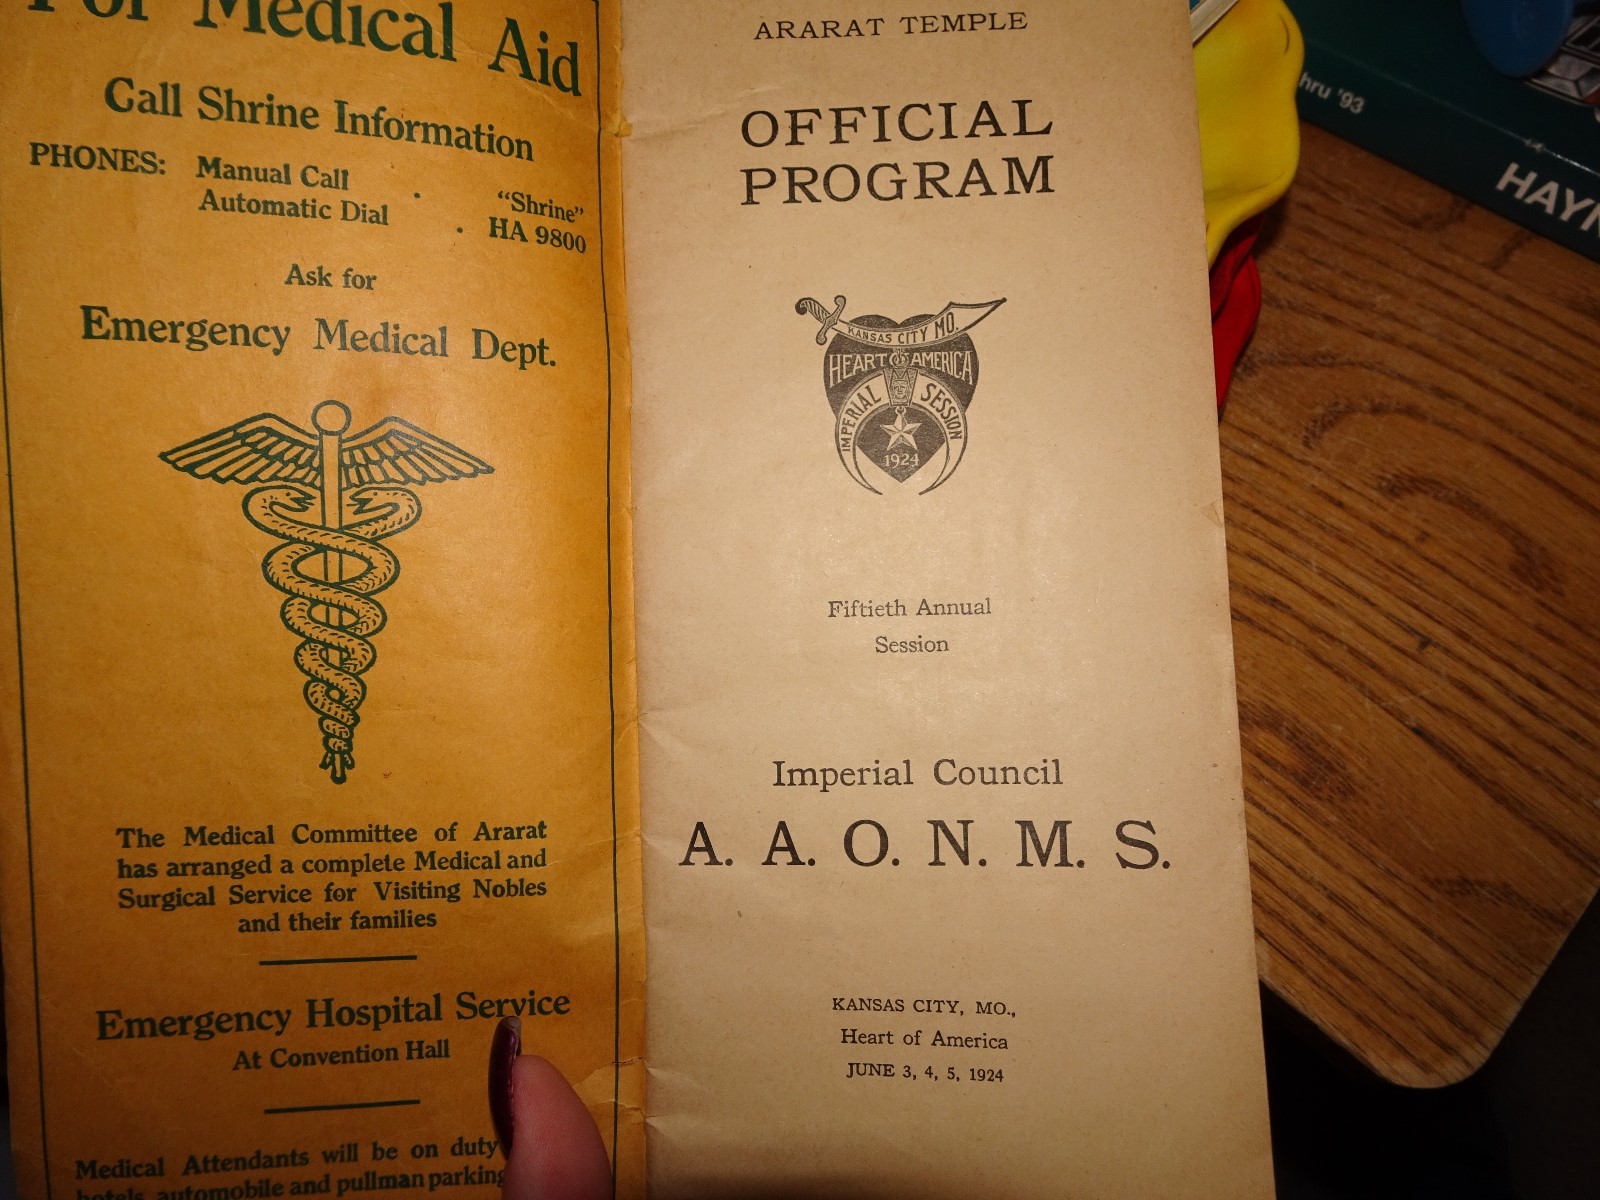 For Medical Aid
Call Shrine Information
PHONES: Manual Call . "Shrine"
Automatic Dial . HA 9800
Ask for
Emergency Medical Dept.
The Medical Committee of Ararat
has arranged a complete Medical and
Surgical Service for Visiting Nobles
and their families
Emergency Hospital Service
At Convention Hall
Medical Attendants will be on duty
hotels, automobile and pullman parking
ARARAT TEMPLE
OFFICIAL
PROGRAM
KANSAS CITY MO.
HEART OF AMERICA
IMPERIAL SESSION
1924
Fiftieth Annual
Session
Imperial Council
A. A. O. N. M. S.
KANSAS CITY, MO.,
Heart of America
JUNE 3, 4, 5, 1924
thru '93
HAYN